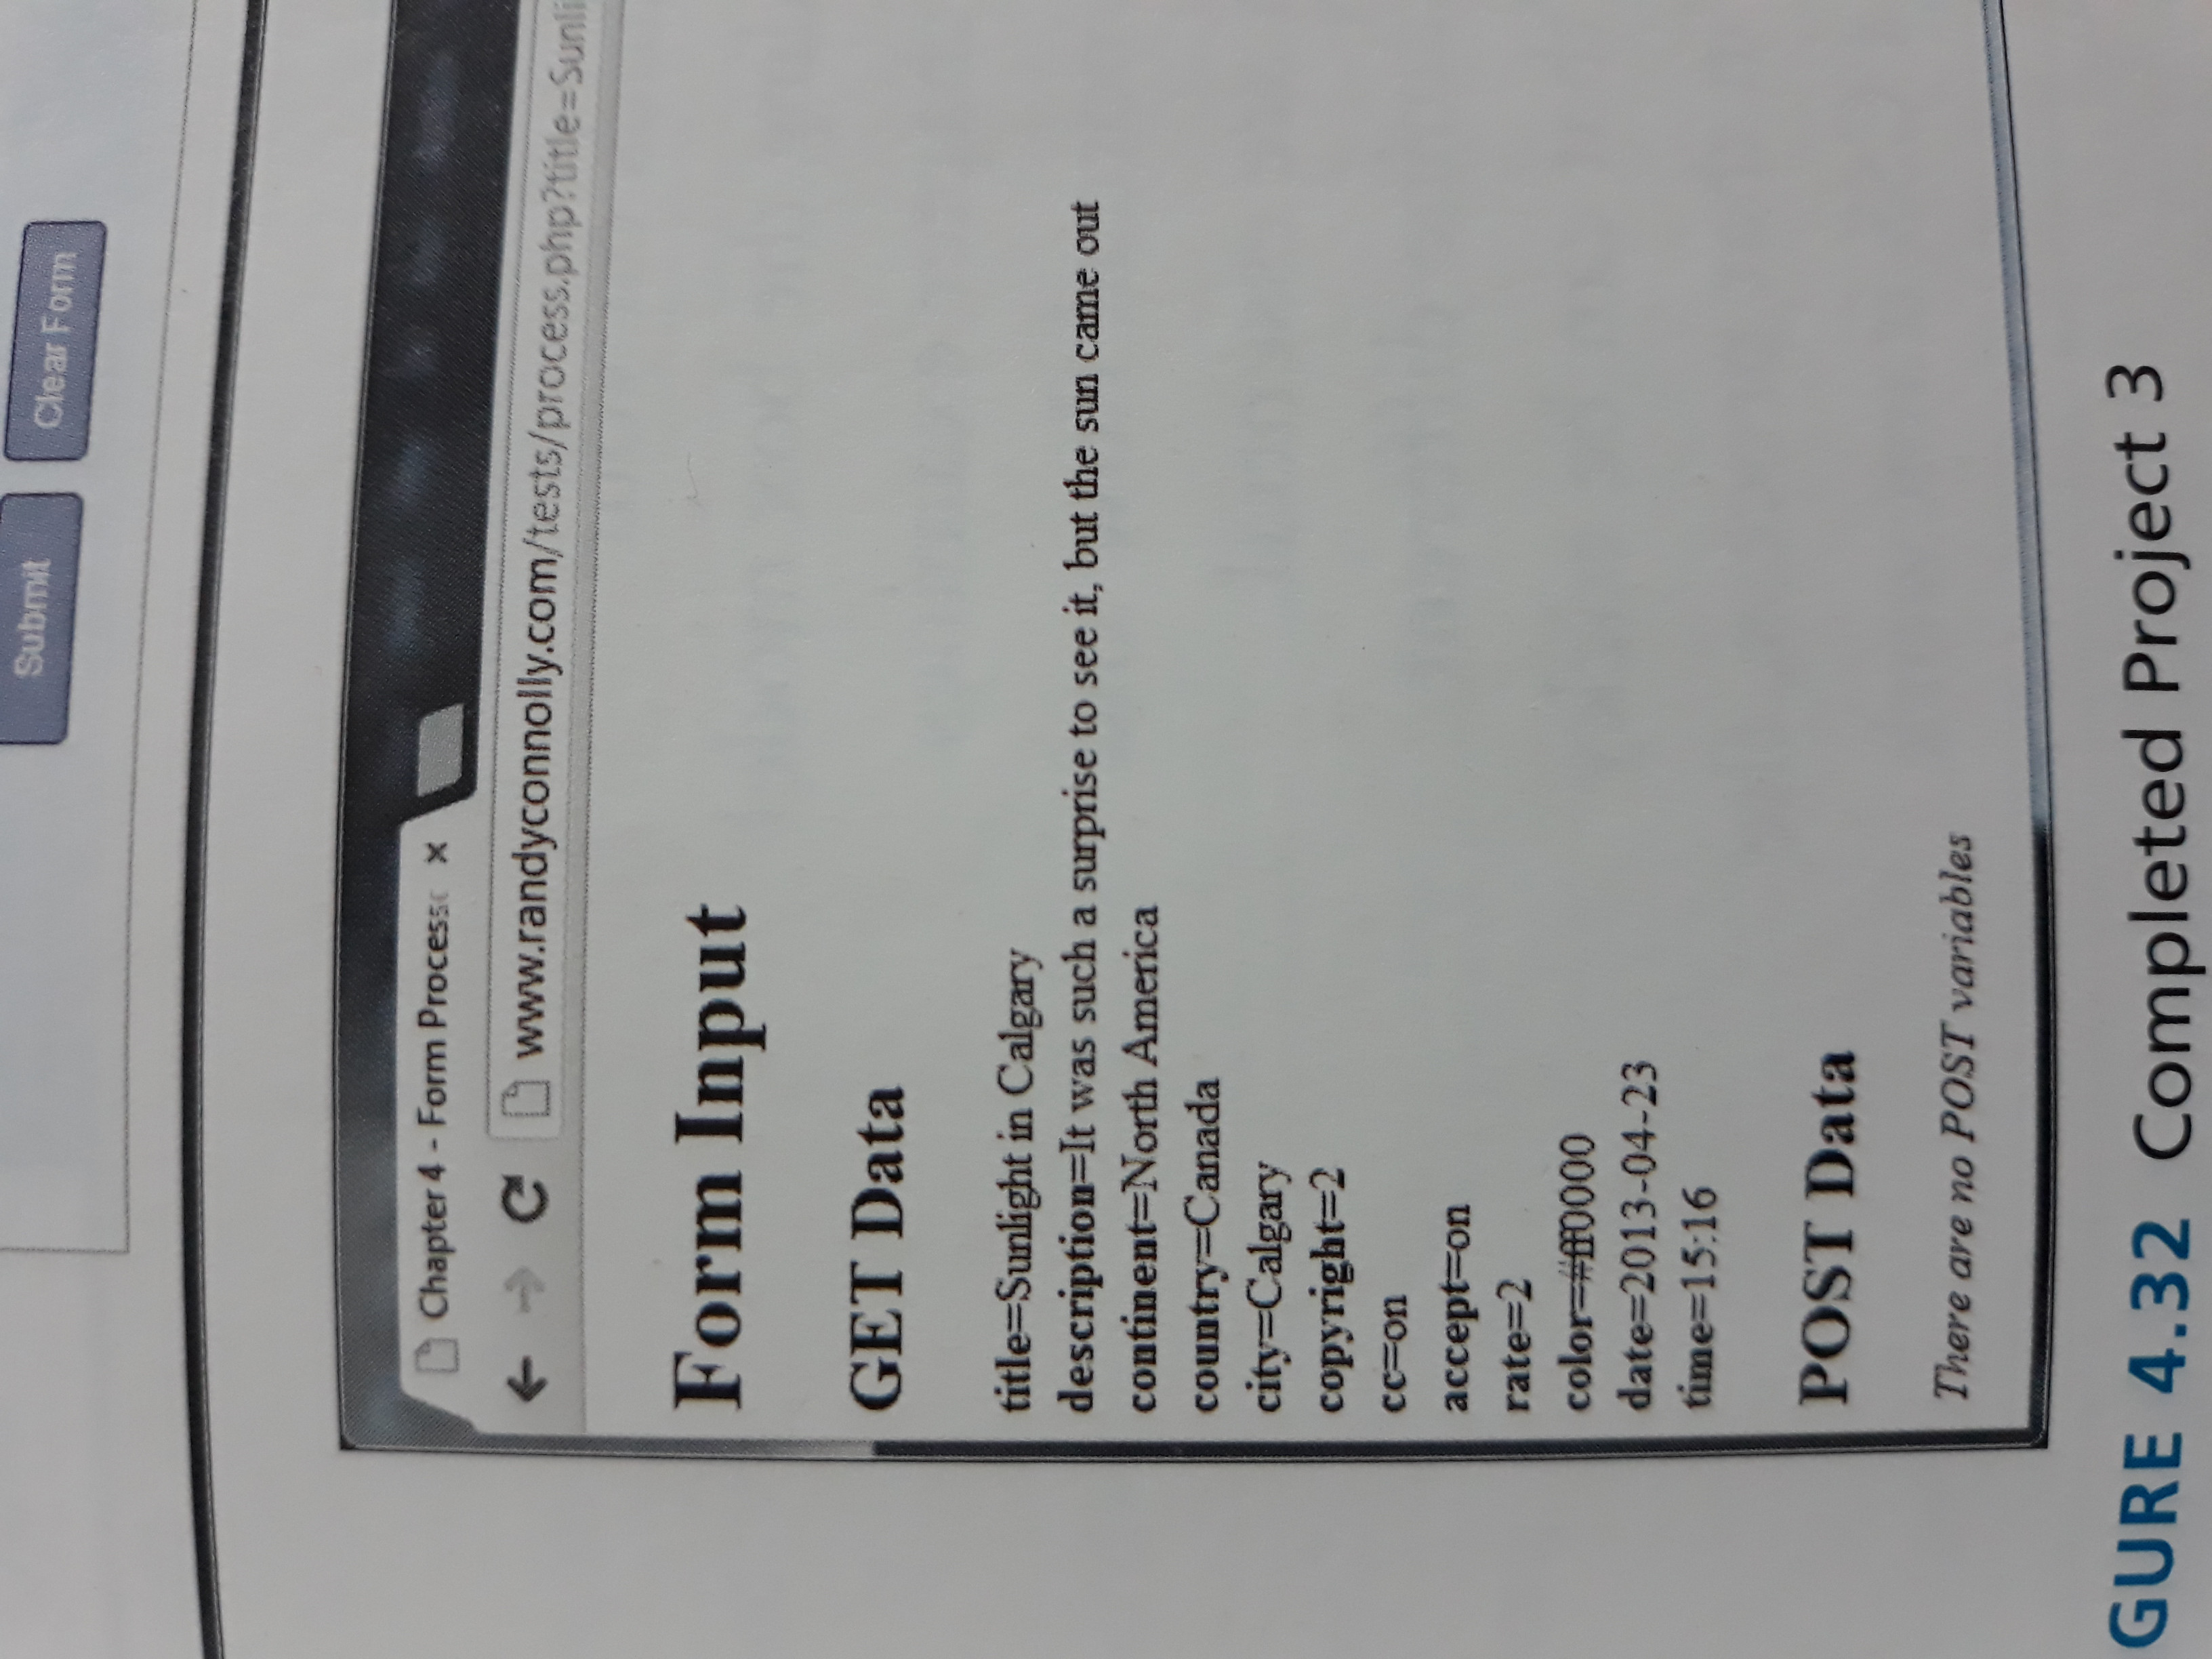 Submit Clear Form
Chapter 4 - Form Process
www.randyconnolly.com/tests/process.php?title=Sunli
Form Input
GET Data
title=Sunlight in Calgary
description=It was such a surprise to see it, but the sun came out
continent=North America
country=Canada
city=Calgary
copyright=2
cc=on
accept=on
rate=2
color=#ff0000
date=2013-04-23
time=15:16
POST Data
There are no POST variables
GURE 4.32 Completed Project 3